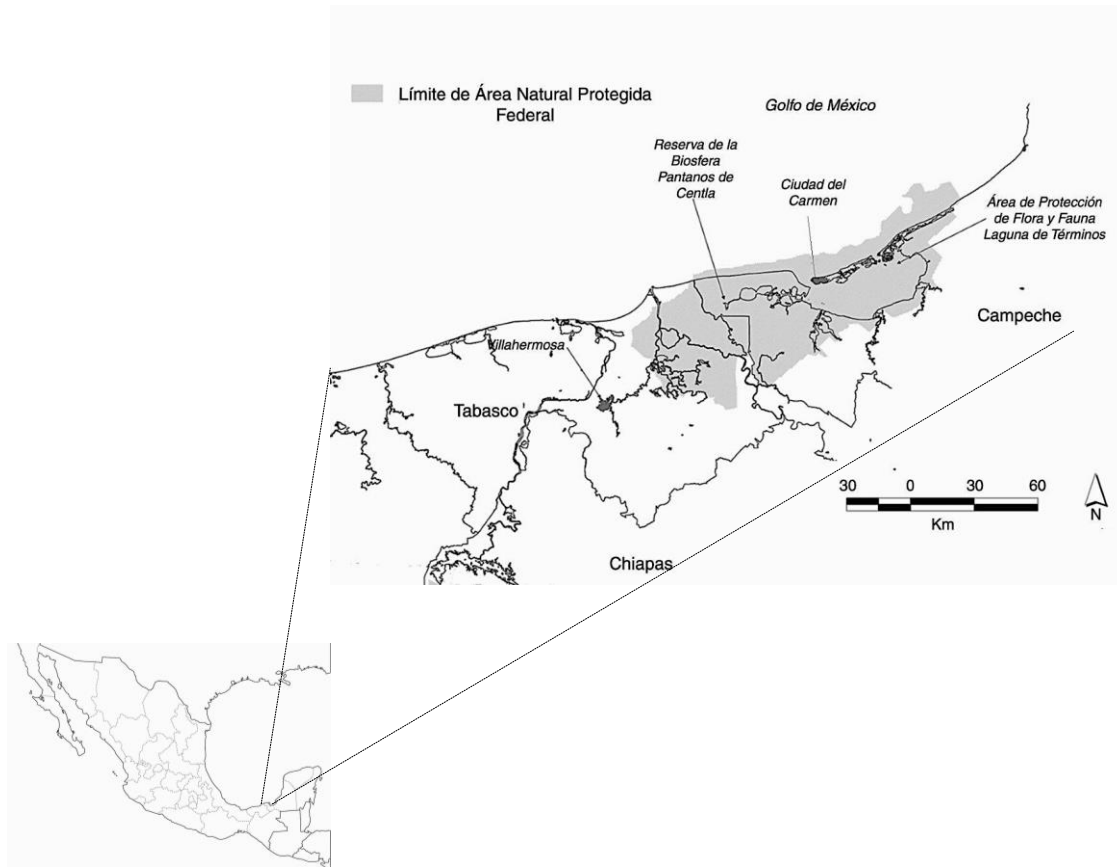 Límite de Área Natural Protegida
Federal
Golfo de México
Reserva de la
Biosfera
Pantanos de
Centla
Ciudad del
Carmen
Área de Protección
de Flora y Fauna
Laguna de Términos
Campeche
Villahermosa
Tabasco
30 0 30 60
Km
N
Chiapas